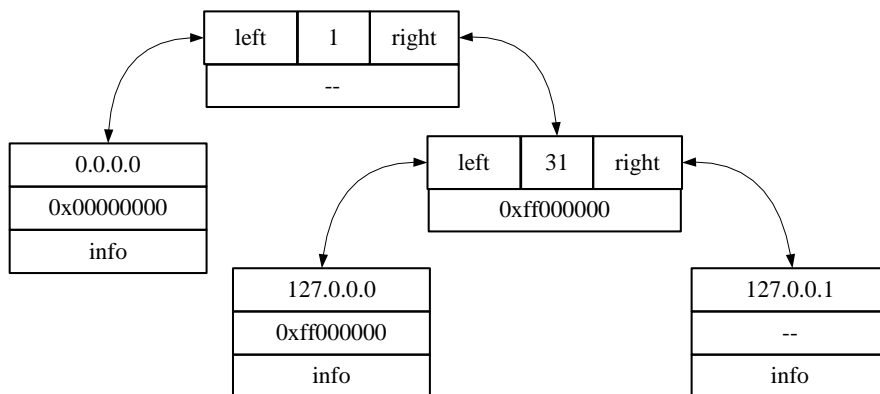 left 1 right
--
0.0.0.0
0x00000000
info
left 31 right
0xff000000
127.0.0.0
0xff000000
info
127.0.0.1
--
info